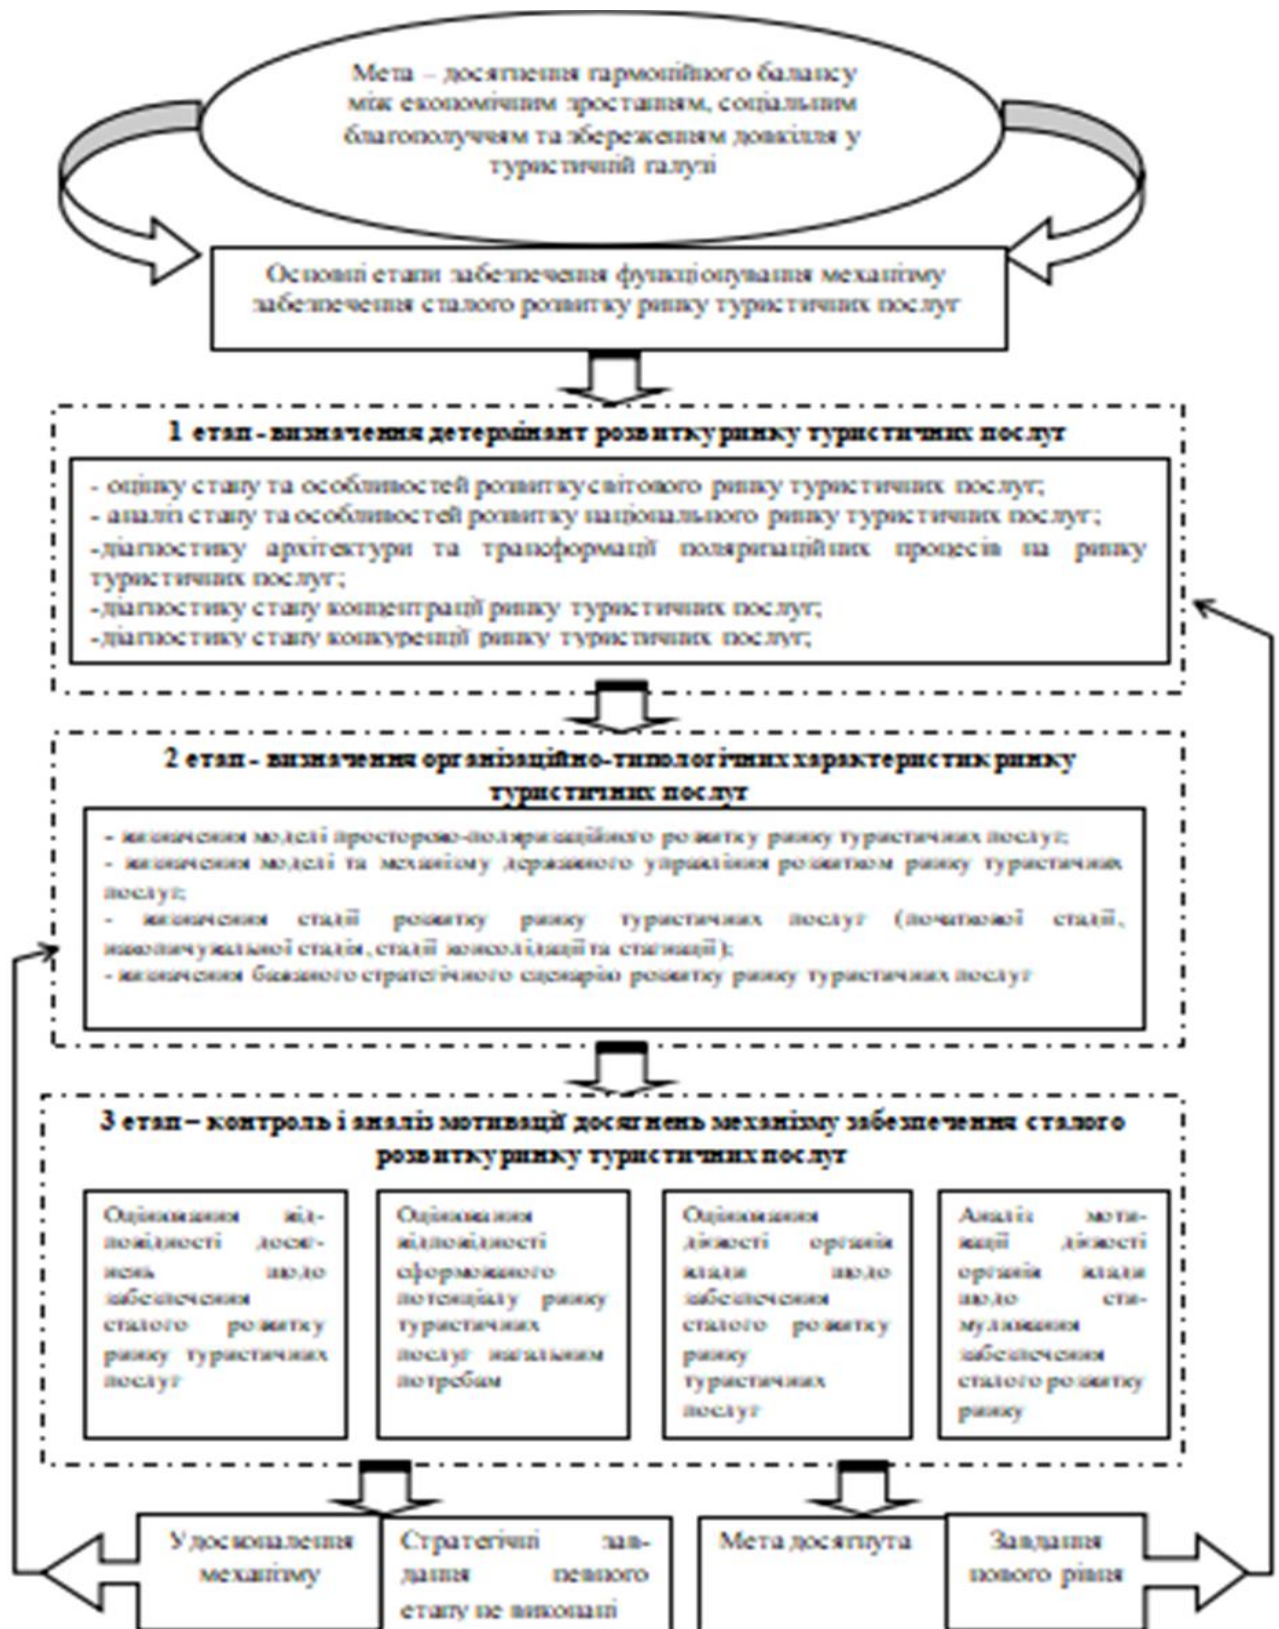 Мета – досягнення гармонійного балансу
між економічним зростанням, соціальним
благополуччям та збереженням довкілля у
туристичній галузі
Основні етапи забезпечення функціонування механізму
забезпечення сталого розвитку ринку туристичних послуг
1 етап - визначення детермінант розвитку ринку туристичних послуг
- оцінку стану та особливостей розвитку світового ринку туристичних послуг;
- аналіз стану та особливостей розвитку національного ринку туристичних послуг;
-діагностику архітектури та трансформації поляризаційних процесів на ринку
туристичних послуг;
-діагностику стану концентрації ринку туристичних послуг;
-діагностику стану конкуренції ринку туристичних послуг;
2 етап - визначення організаційно-типологічних характеристик ринку
туристичних послуг
- визначення моделі просторово-поляризаційного розвитку ринку туристичних послуг;
- визначення моделі та механізму державного управління розвитком ринку туристичних
послуг;
- визначення стадії розвитку ринку туристичних послуг (початкової стадії,
накопичувальної стадія, стадії консолідації та стагнації);
- визначення бажаного стратегічного сценарію розвитку ринку туристичних послуг
3 етап – контроль і аналіз мотивації досягнень механізму забезпечення сталого
розвитку ринку туристичних послуг
Оцінювання від-
повідності досяг-
нень щодо
забезпечення
сталого розвитку
ринку туристичних
послуг
Оцінювання
відповідності
сформованого
потенціалу ринку
туристичних
послуг нагальним
потребам
Оцінювання
дієвості органів
влади щодо
забезпечення
сталого розвитку
ринку
туристичних
послуг
Аналіз моти-
вації дієвості
органів влади
щодо сти-
мулювання
забезпечення
сталого розвитку
ринку
Удосконалення
механізму
Стратегічні зав-
дання певного
етапу не виконані
Мета досягнута
Завдання
нового рівня